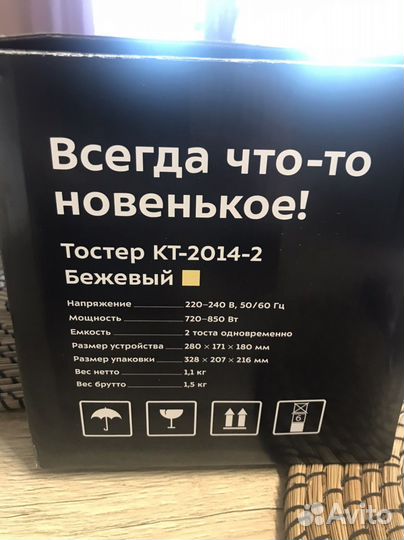 Всегда что-то
новенькое!
Тостер КТ-2014-2
Бежевый
Напряжение 220–240 В, 50/60 Гц
Мощность 720–850 Вт
Емкость 2 тоста одновременно
Размер устройства 280 × 171 × 180 мм
Размер упаковки 328 × 207 × 216 мм
Вес нетто 1,1 кг
Вес брутто 1,5 кг
6
Avito